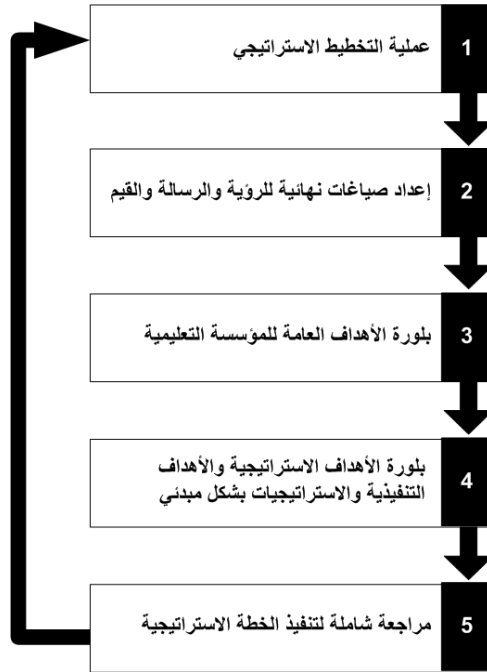 1 عملية التخطيط الاستراتيجي
2 إعداد صياغات نهائية للرؤية والرسالة والقيم
3 بلورة الأهداف العامة للمؤسسة التعليمية
4 بلورة الأهداف الاستراتيجية والأهداف
التنفيذية والاستراتيجيات بشكل مبدئي
5 مراجعة شاملة لتنفيذ الخطة الاستراتيجية